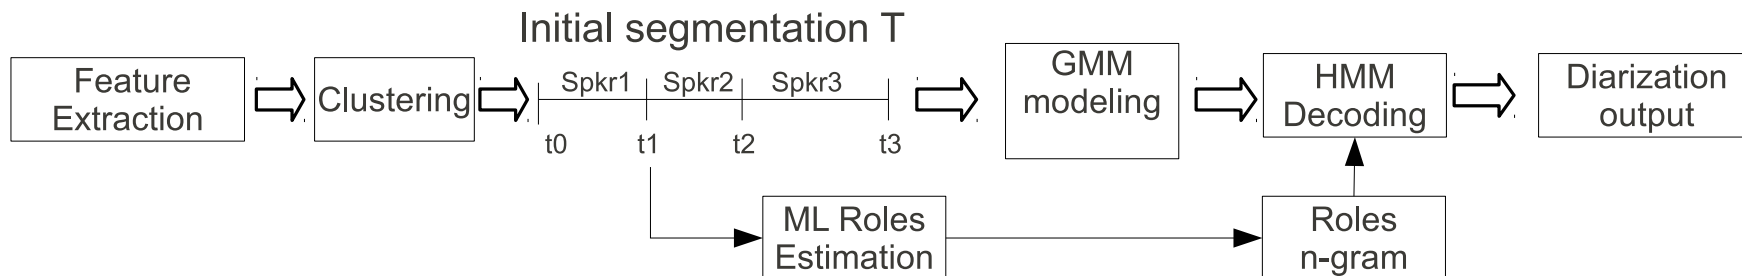 Initial segmentation T
Feature
Extraction
Clustering
Spkr1 Spkr2 Spkr3
t0 t1 t2 t3
GMM
modeling
HMM
Decoding
Diarization
output
ML Roles
Estimation
Roles
n-gram